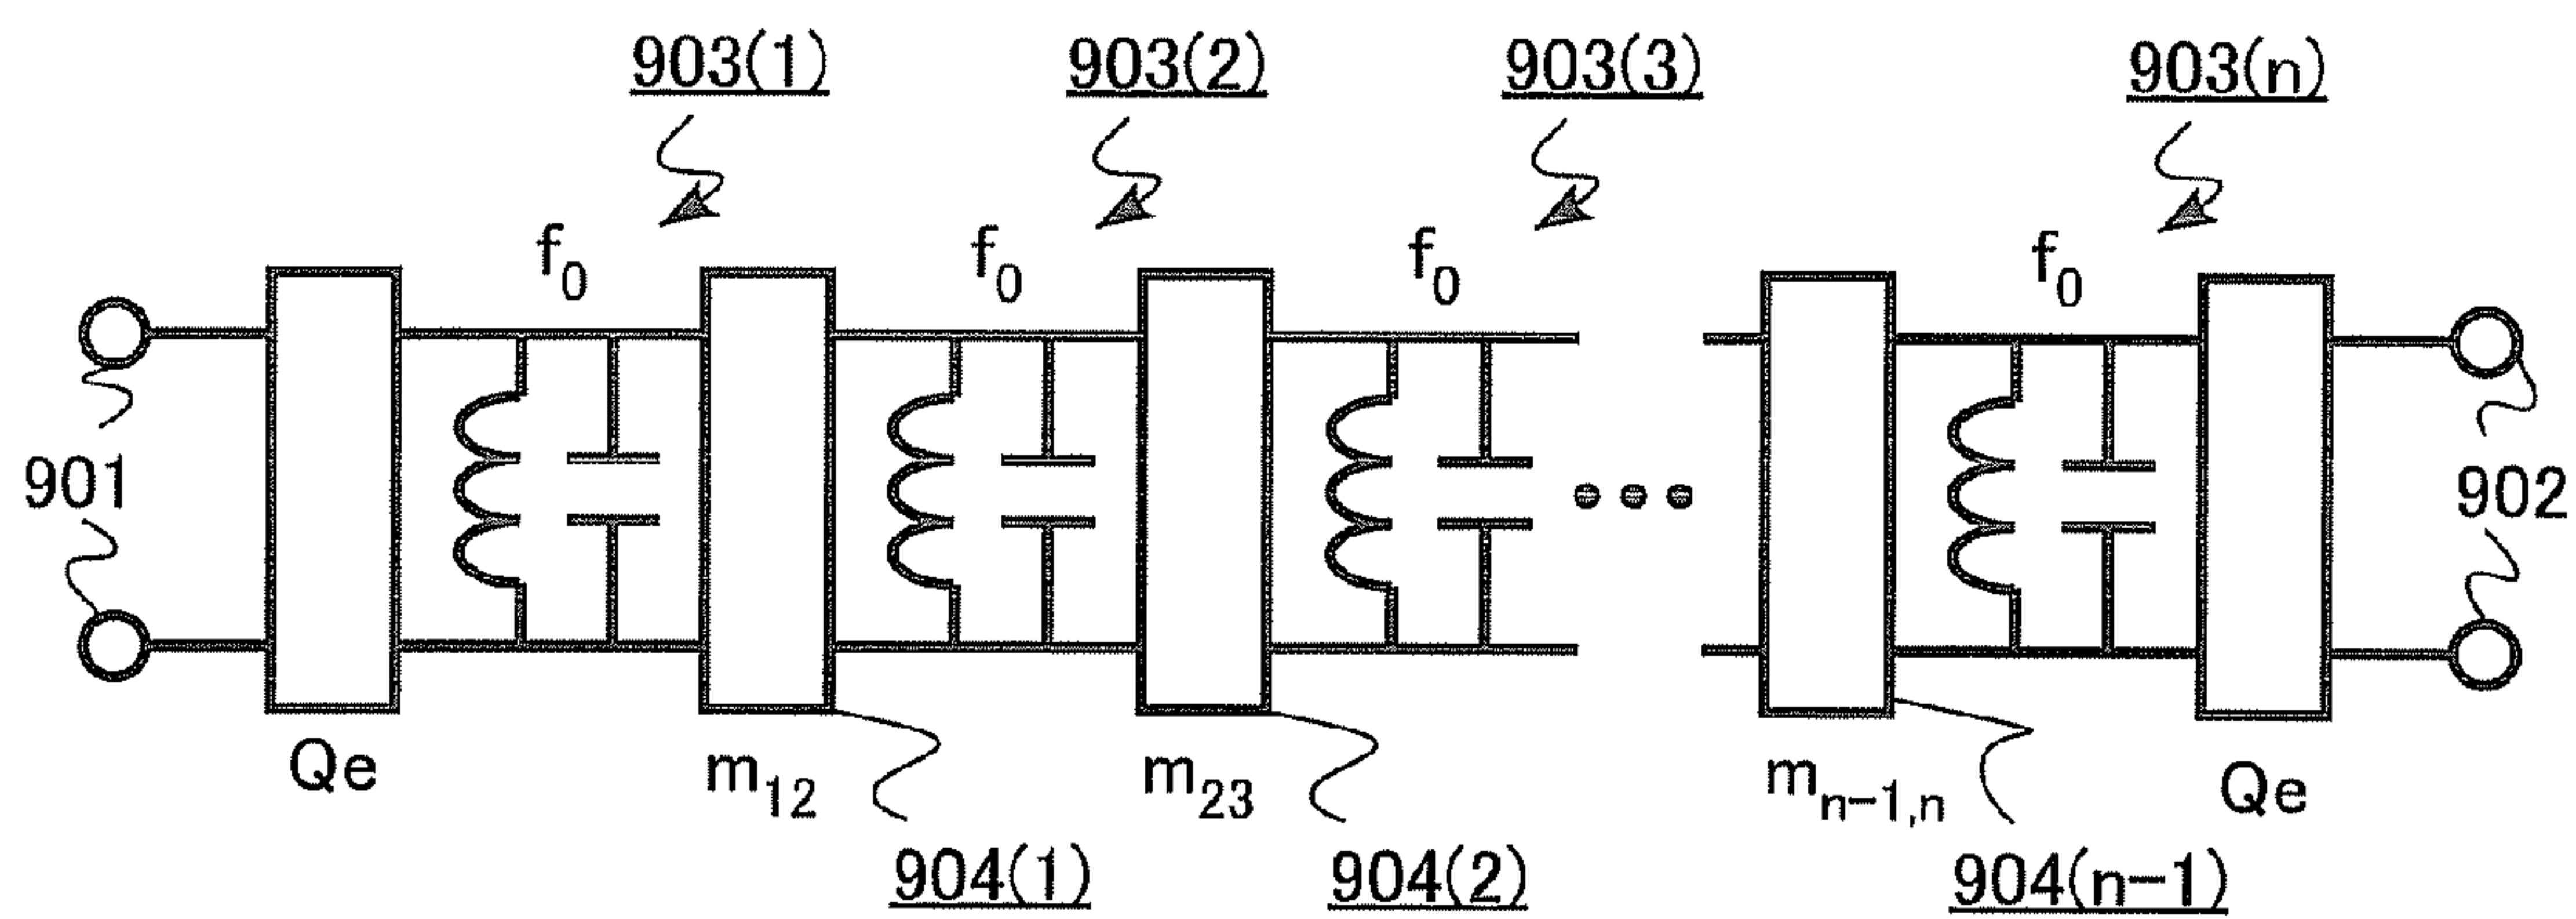 903(1) 903(2) 903(3) 903(n)
f0 f0 f0 f0
901 902
Qe m12 m23 mn-1,n Qe
904(1) 904(2) 904(n-1)